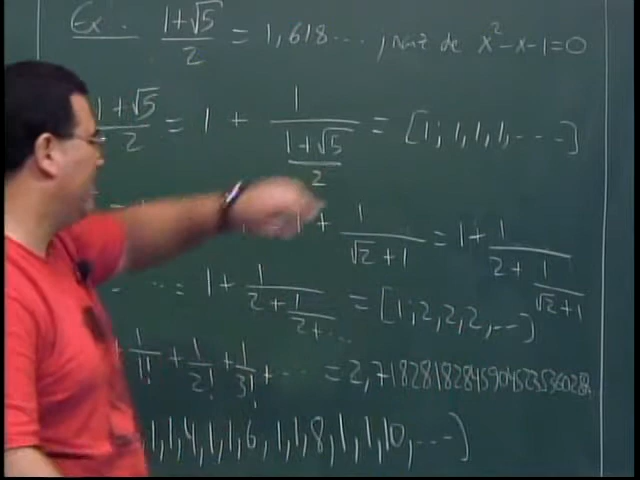 Ex. (1+√5)/2 = 1,618... , raiz de x²-x-1=0
1+√5/2 = 1 + 1/((1+√5)/2) = [1; 1, 1, 1, ....]
1 + 1/(√2+1) = 1 + 1/(2 + 1/(√2+1))
... = 1 + 1/(2 + 1/(2+...)) = [1; 2, 2, 2, ...]
+ 1/1! + 1/2! + 1/3! + ... = 2,718281828459045235360287
1, 1, 4, 1, 1, 6, 1, 1, 8, 1, 1, 10, ...]